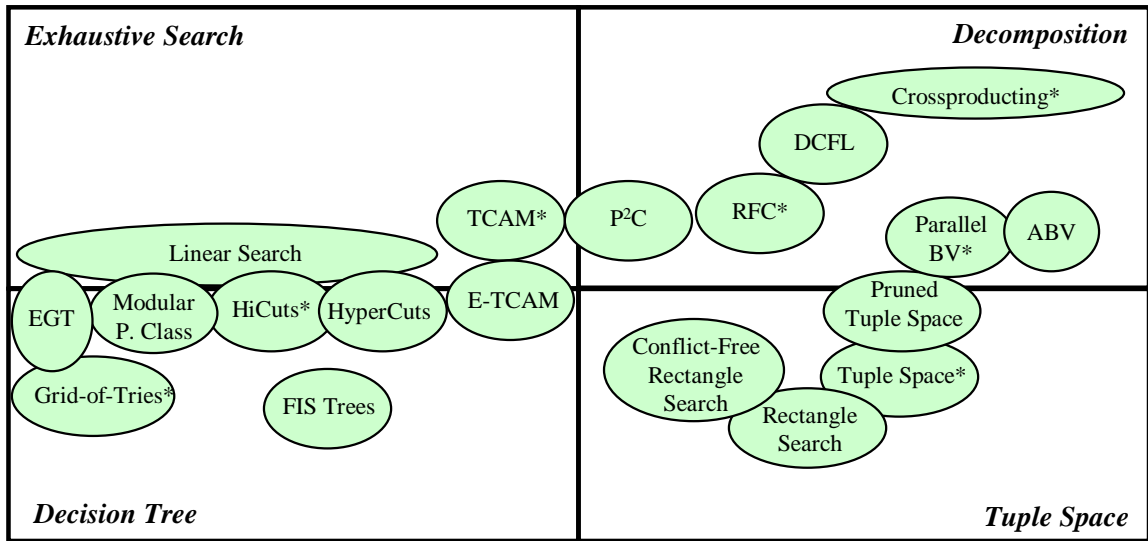 Exhaustive Search
Decomposition
Crossproducting*
DCFL
TCAM*
P²C
RFC*
Parallel
BV*
ABV
Linear Search
EGT
Modular
P. Class
HiCuts*
HyperCuts
E-TCAM
Pruned
Tuple Space
Conflict-Free
Rectangle
Search
Tuple Space*
Grid-of-Tries*
FIS Trees
Rectangle
Search
Decision Tree
Tuple Space